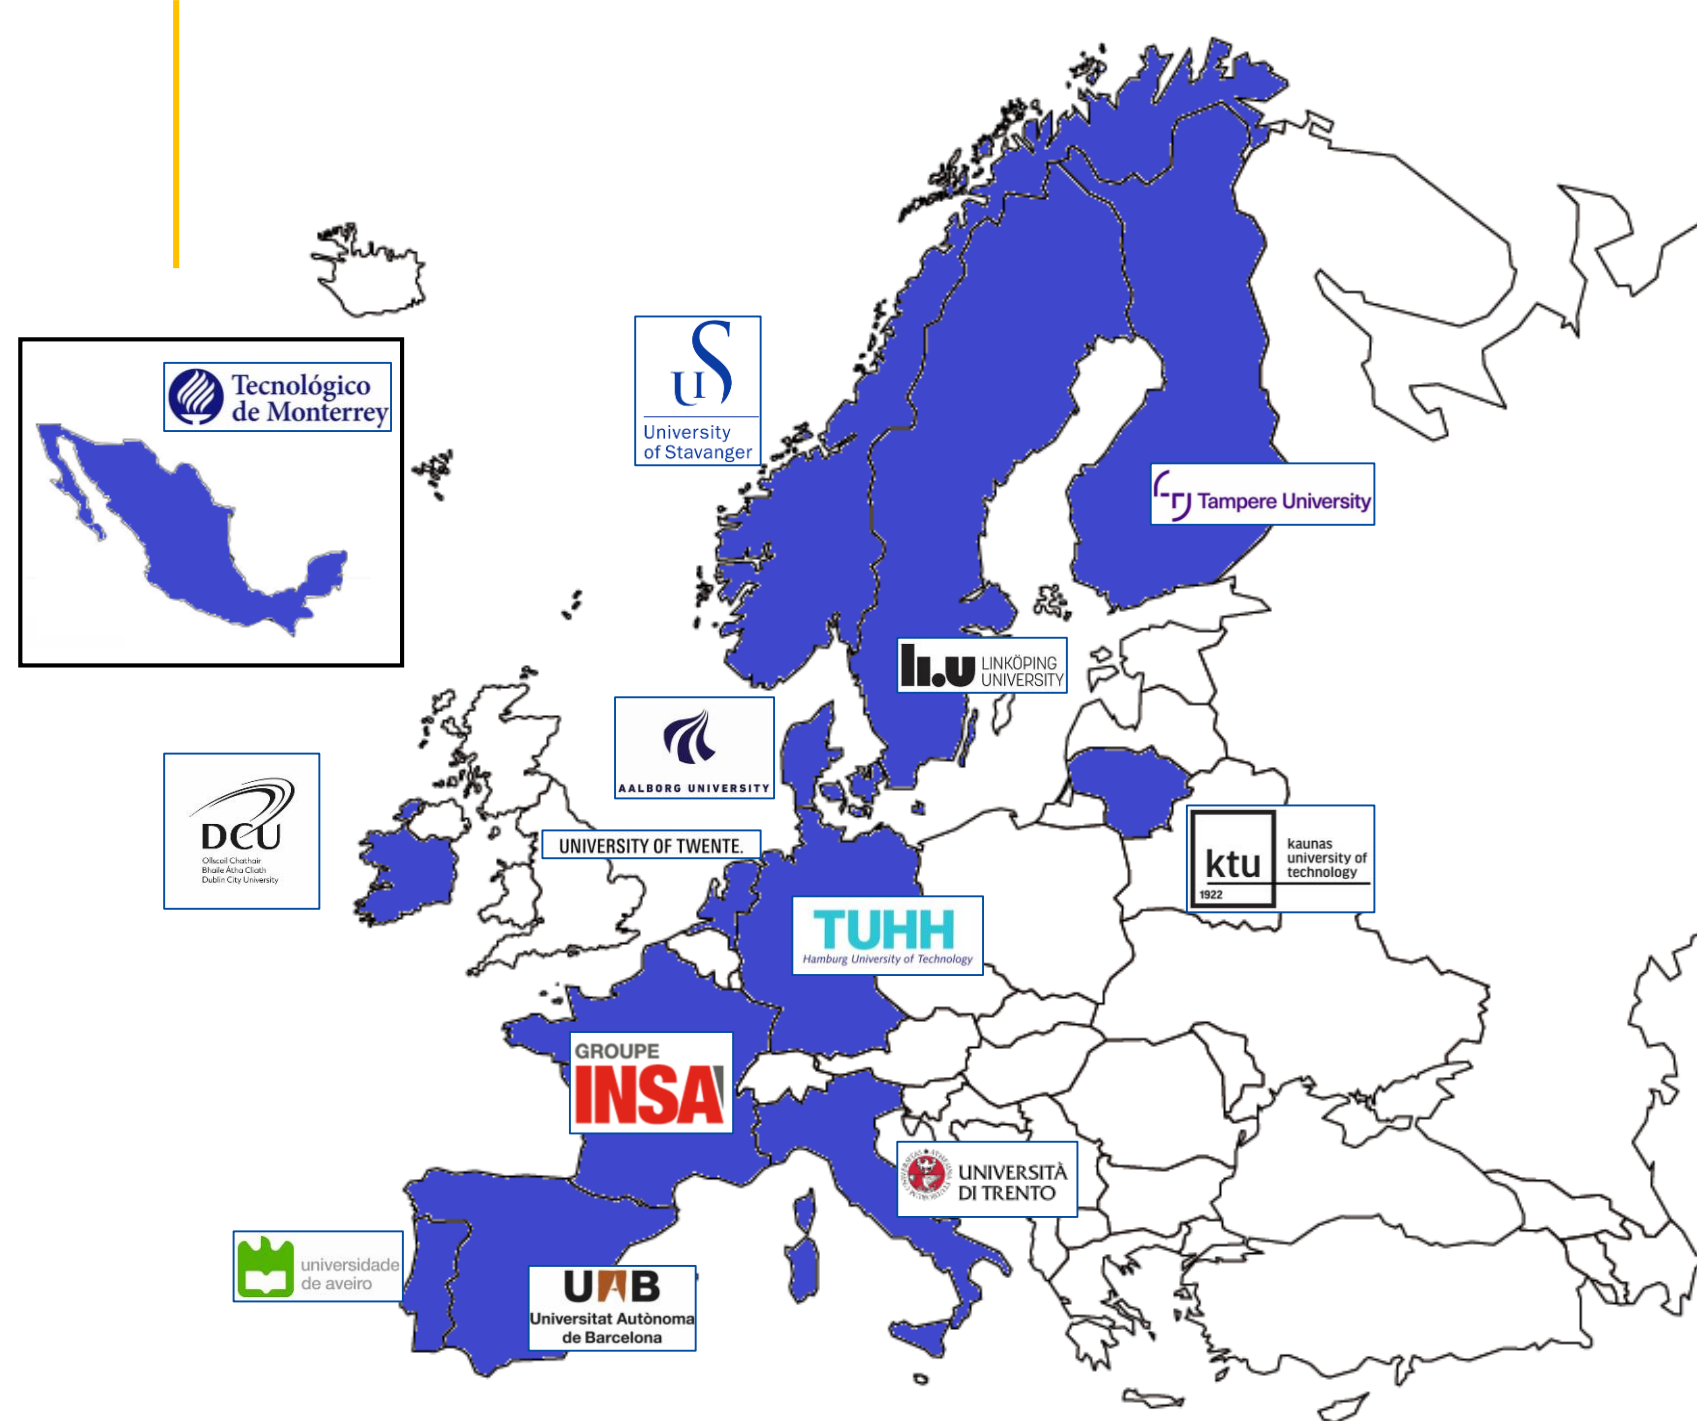 Tecnológico
de Monterrey
US
University
of Stavanger
Tampere University
li.u LINKÖPING
UNIVERSITY
AALBORG UNIVERSITY
DCU
Ollscoil Chathair
Bhaile Átha Cliath
Dublin City University
UNIVERSITY OF TWENTE.
ktu
1922
kaunas
university of
technology
TUHH
Hamburg University of Technology
GROUPE
INSA
UNIVERSITÀ
DI TRENTO
universidade
de aveiro
UAB
Universitat Autònoma
de Barcelona